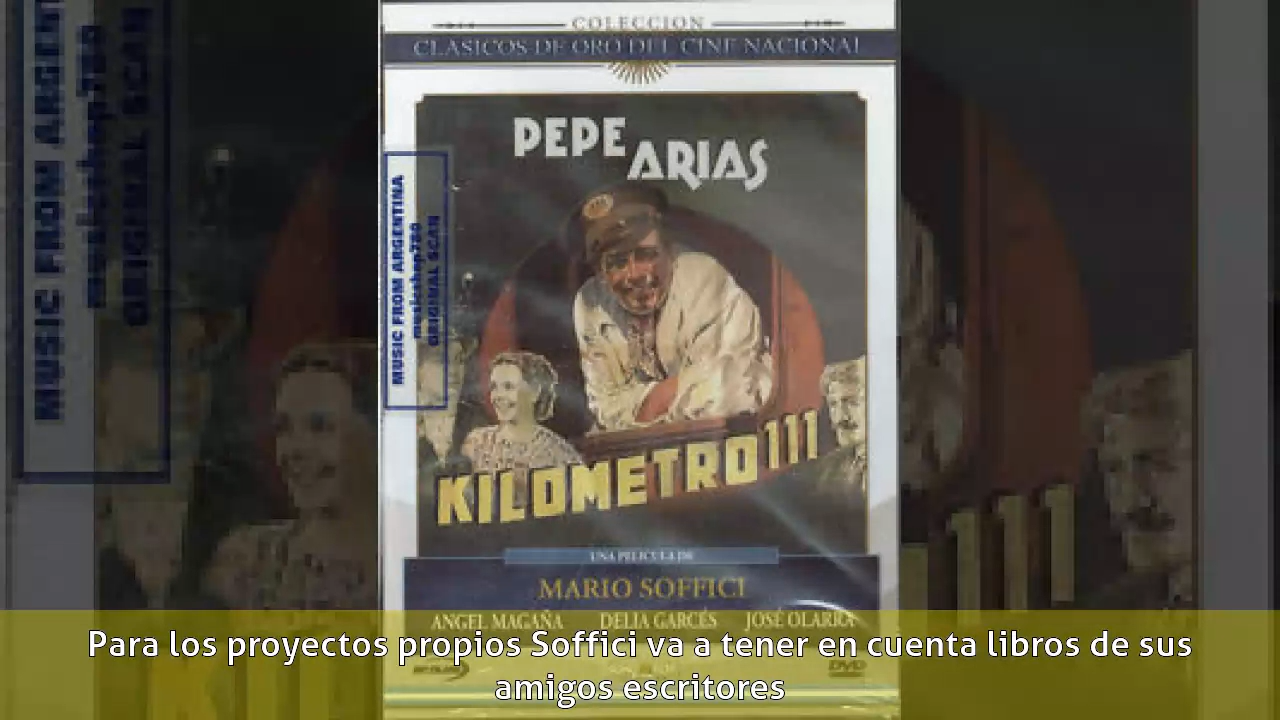 COLECCION
CLASICOS DE ORO DEL CINE NACIONAL
PEPE
ARIAS
MUSIC FROM ARGENTINA
musicshop780
ORIGINAL SCAN
KILOMETRO 111
UNA PELICULA DE
MARIO SOFFICI
ANGEL MAGAÑA DELIA GARCÉS JOSÉ OLARRA
DVD
Para los proyectos propios Soffici va a tener en cuenta libros de sus
amigos escritores